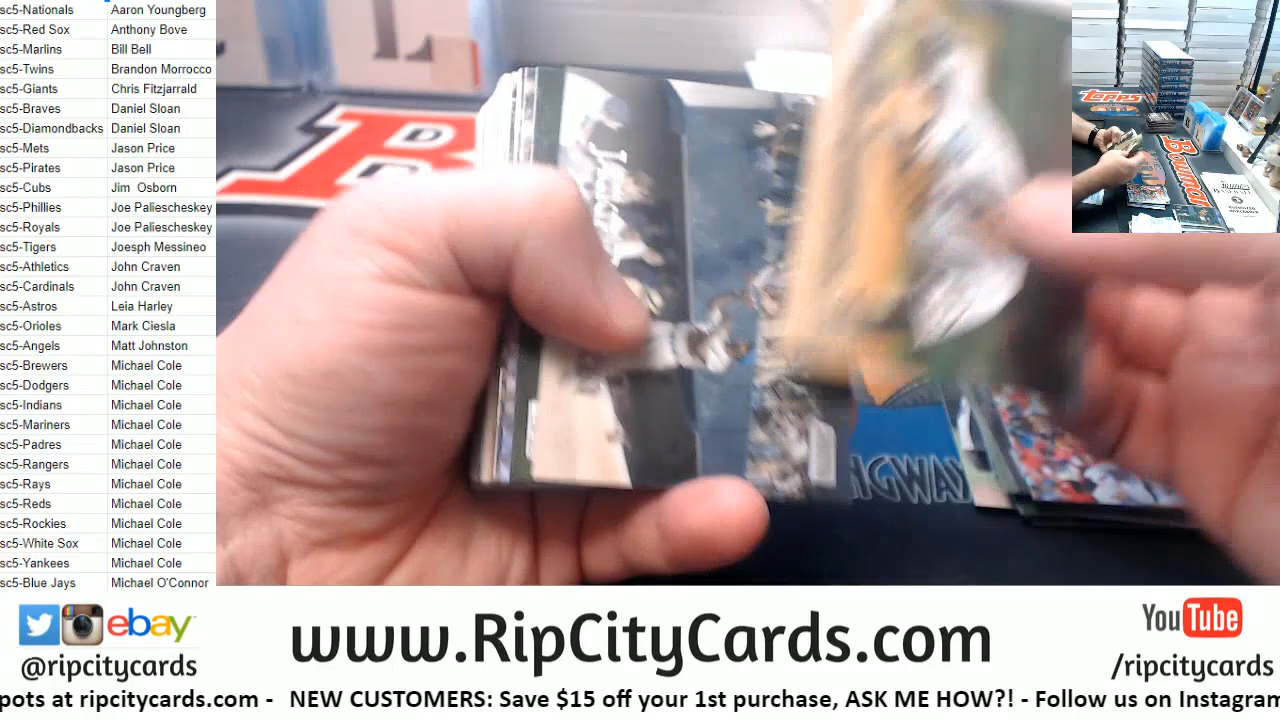 sc5-Nationals Aaron Youngberg
sc5-Red Sox Anthony Bove
sc5-Marlins Bill Bell
sc5-Twins Brandon Morrocco
sc5-Giants Chris Fitzjarrald
sc5-Braves Daniel Sloan
sc5-Diamondbacks Daniel Sloan
sc5-Mets Jason Price
sc5-Pirates Jason Price
sc5-Cubs Jim Osborn
sc5-Phillies Joe Paliescheskey
sc5-Royals Joe Paliescheskey
sc5-Tigers Joesph Messineo
sc5-Athletics John Craven
sc5-Cardinals John Craven
sc5-Astros Leia Harley
sc5-Orioles Mark Ciesla
sc5-Angels Matt Johnston
sc5-Brewers Michael Cole
sc5-Dodgers Michael Cole
sc5-Indians Michael Cole
sc5-Mariners Michael Cole
sc5-Padres Michael Cole
sc5-Rangers Michael Cole
sc5-Rays Michael Cole
sc5-Reds Michael Cole
sc5-Rockies Michael Cole
sc5-White Sox Michael Cole
sc5-Yankees Michael Cole
sc5-Blue Jays Michael O'Connor
topps
BOWMAN
B
L
INGWAY
ebay
@ripcitycards
www.RipCityCards.com
YouTube
/ripcitycards
pots at ripcitycards.com - NEW CUSTOMERS: Save $15 off your 1st purchase, ASK ME HOW?! - Follow us on Instagram